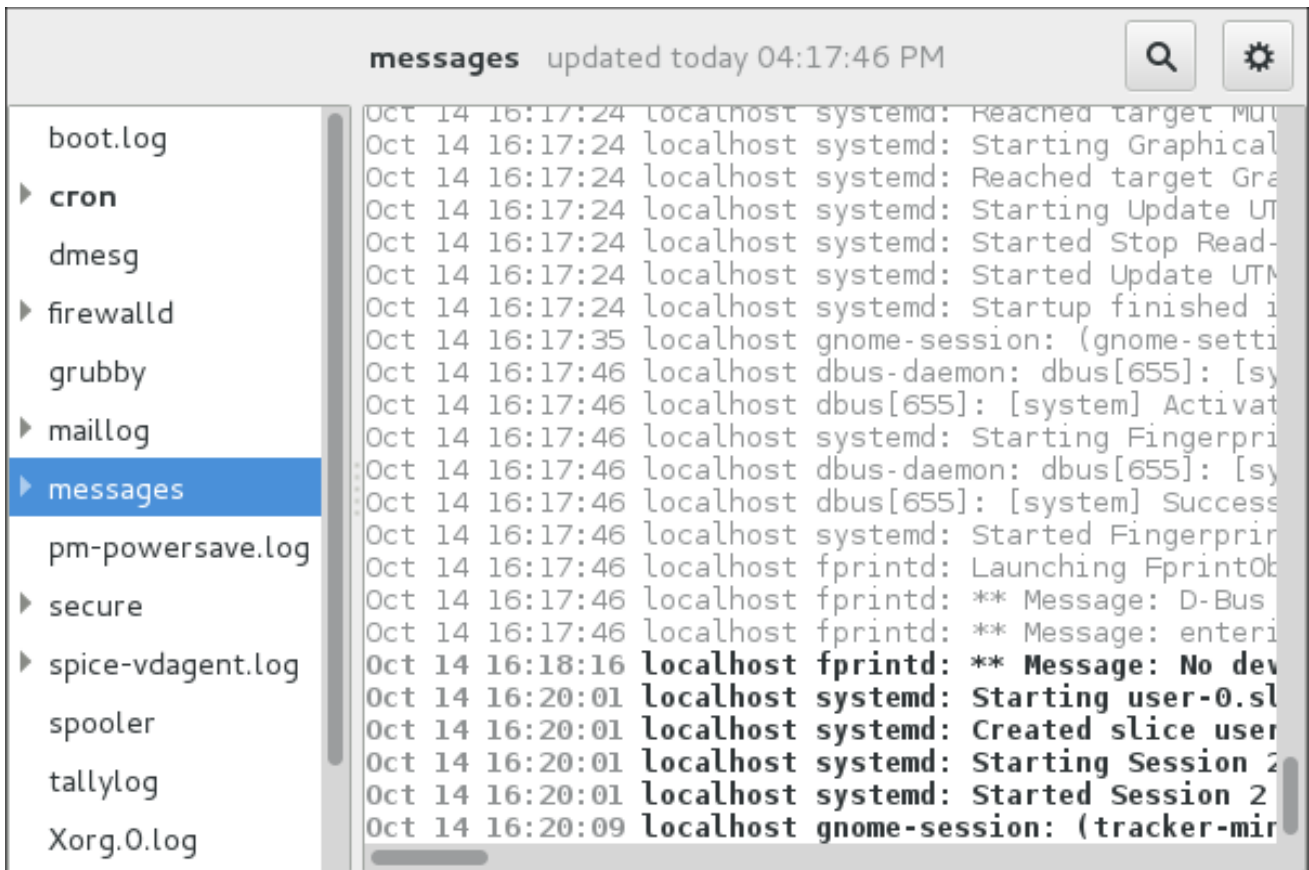 messages updated today 04:17:46 PM
boot.log
cron
dmesg
firewalld
grubby
maillog
messages
pm-powersave.log
secure
spice-vdagent.log
spooler
tallylog
Xorg.0.log
Oct 14 16:17:24 localhost systemd: Reached target Mul
Oct 14 16:17:24 localhost systemd: Starting Graphical
Oct 14 16:17:24 localhost systemd: Reached target Gra
Oct 14 16:17:24 localhost systemd: Starting Update UT
Oct 14 16:17:24 localhost systemd: Started Stop Read-
Oct 14 16:17:24 localhost systemd: Started Update UTM
Oct 14 16:17:24 localhost systemd: Startup finished i
Oct 14 16:17:35 localhost gnome-session: (gnome-setti
Oct 14 16:17:46 localhost dbus-daemon: dbus[655]: [sy
Oct 14 16:17:46 localhost dbus[655]: [system] Activat
Oct 14 16:17:46 localhost systemd: Starting Fingerpri
Oct 14 16:17:46 localhost dbus-daemon: dbus[655]: [sy
Oct 14 16:17:46 localhost dbus[655]: [system] Success
Oct 14 16:17:46 localhost systemd: Started Fingerprin
Oct 14 16:17:46 localhost fprintd: Launching FprintOb
Oct 14 16:17:46 localhost fprintd: ** Message: D-Bus
Oct 14 16:17:46 localhost fprintd: ** Message: enteri
Oct 14 16:18:16 localhost fprintd: ** Message: No dev
Oct 14 16:20:01 localhost systemd: Starting user-0.sl
Oct 14 16:20:01 localhost systemd: Created slice user
Oct 14 16:20:01 localhost systemd: Starting Session 2
Oct 14 16:20:01 localhost systemd: Started Session 2
Oct 14 16:20:09 localhost gnome-session: (tracker-min